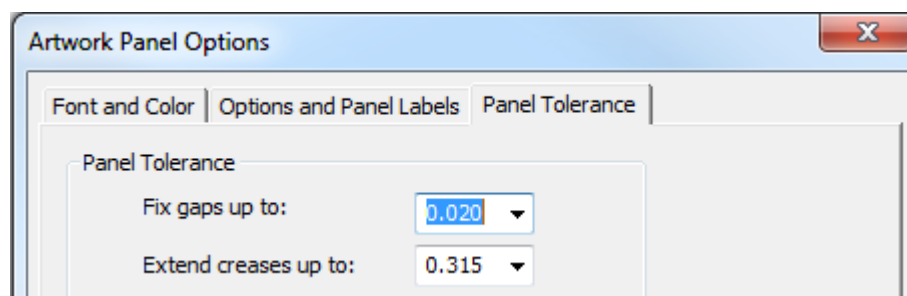 Artwork Panel Options
Font and Color Options and Panel Labels Panel Tolerance
Panel Tolerance
Fix gaps up to: 0.020
Extend creases up to: 0.315